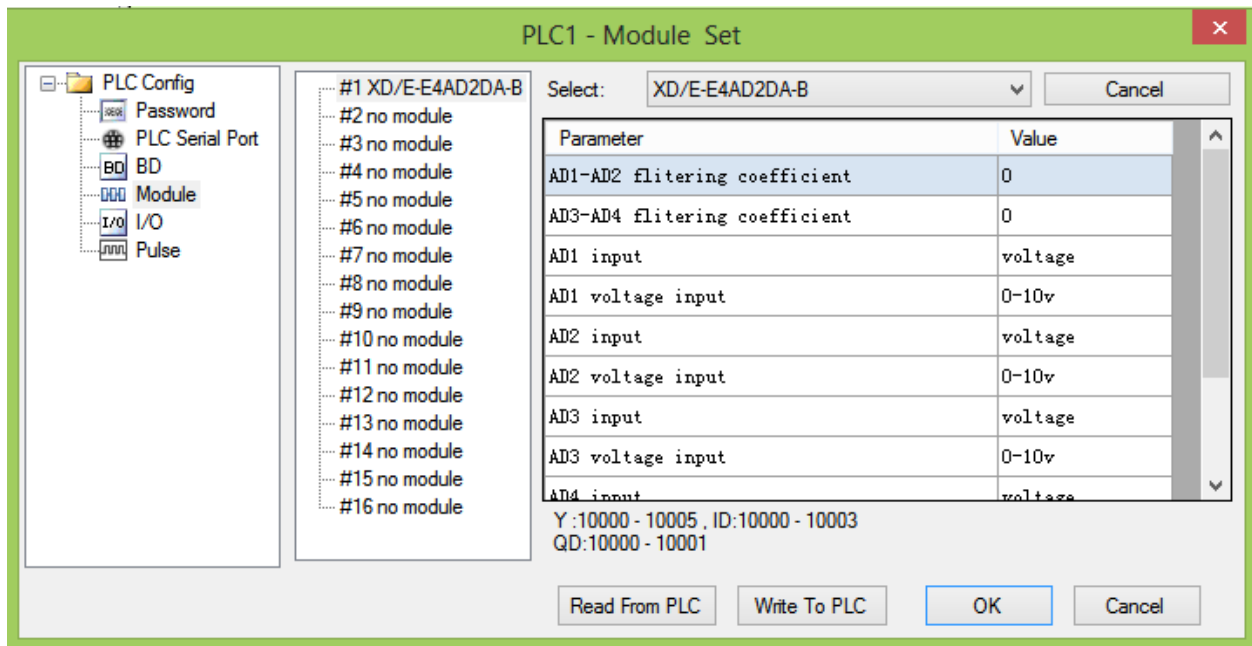 PLC1 - Module Set
×
PLC Config
Password
PLC Serial Port
BD BD
Module
I/O I/O
Pulse
#1 XD/E-E4AD2DA-B
#2 no module
#3 no module
#4 no module
#5 no module
#6 no module
#7 no module
#8 no module
#9 no module
#10 no module
#11 no module
#12 no module
#13 no module
#14 no module
#15 no module
#16 no module
Select: XD/E-E4AD2DA-B Cancel
Parameter Value
AD1-AD2 flitering coefficient 0
AD3-AD4 flitering coefficient 0
AD1 input voltage
AD1 voltage input 0-10v
AD2 input voltage
AD2 voltage input 0-10v
AD3 input voltage
AD3 voltage input 0-10v
AD4 input voltage
Y :10000 - 10005 , ID:10000 - 10003
QD:10000 - 10001
Read From PLC Write To PLC OK Cancel